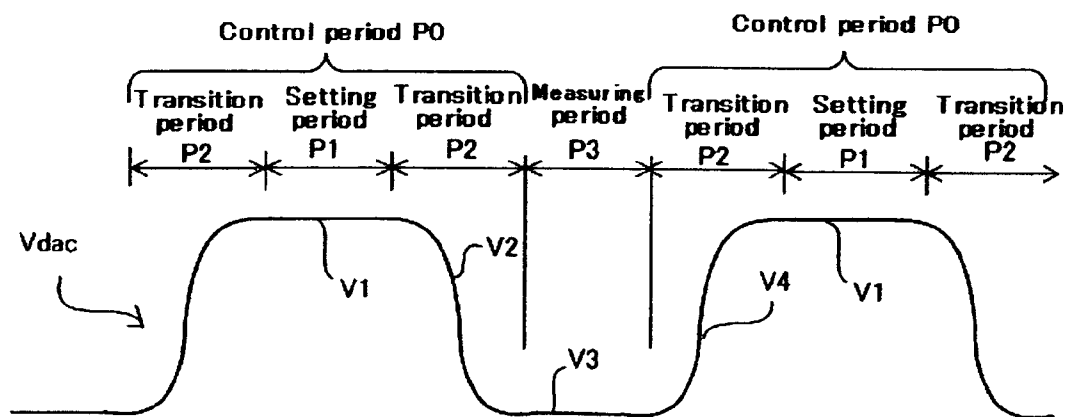 Control period P0
Control period P0
Transition period P2
Setting period P1
Transition period P2
Measuring period P3
Transition period P2
Setting period P1
Transition period P2
Vdac
V1
V2
V3
V4
V1